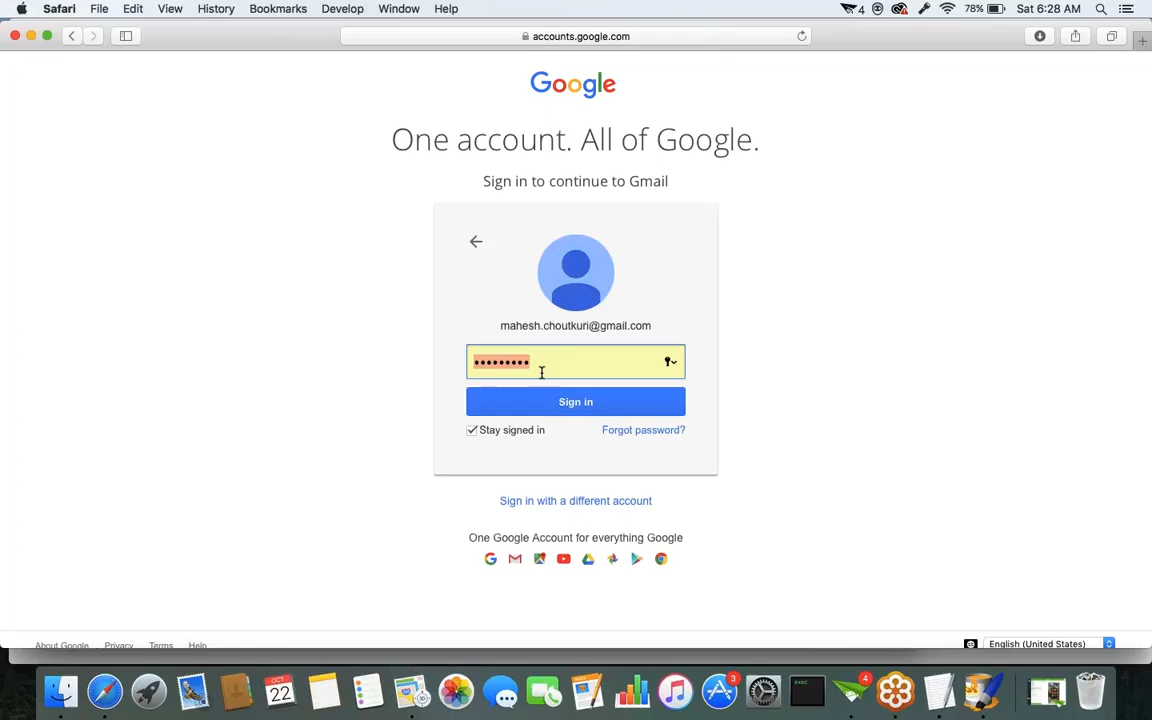 Safari File Edit View History Bookmarks Develop Window Help 4 78% Sat 6:28 AM
accounts.google.com
Google
One account. All of Google.
Sign in to continue to Gmail
mahesh.choutkuri@gmail.com
•••••••••
Sign in
Stay signed in Forgot password?
Sign in with a different account
One Google Account for everything Google
About Google Privacy Terms Help English (United States)
OCT
22
3
4